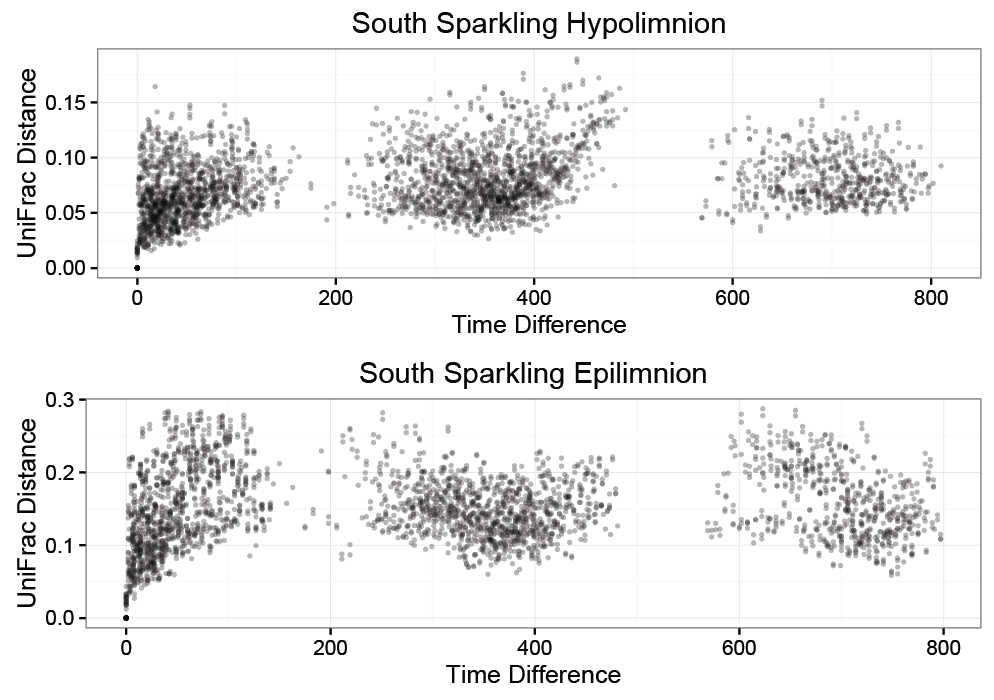 South Sparkling Hypolimnion
UniFrac Distance
0.15
0.10
0.05
0.00
0 200 400 600 800
Time Difference
South Sparkling Epilimnion
UniFrac Distance
0.3
0.2
0.1
0.0
0 200 400 600 800
Time Difference